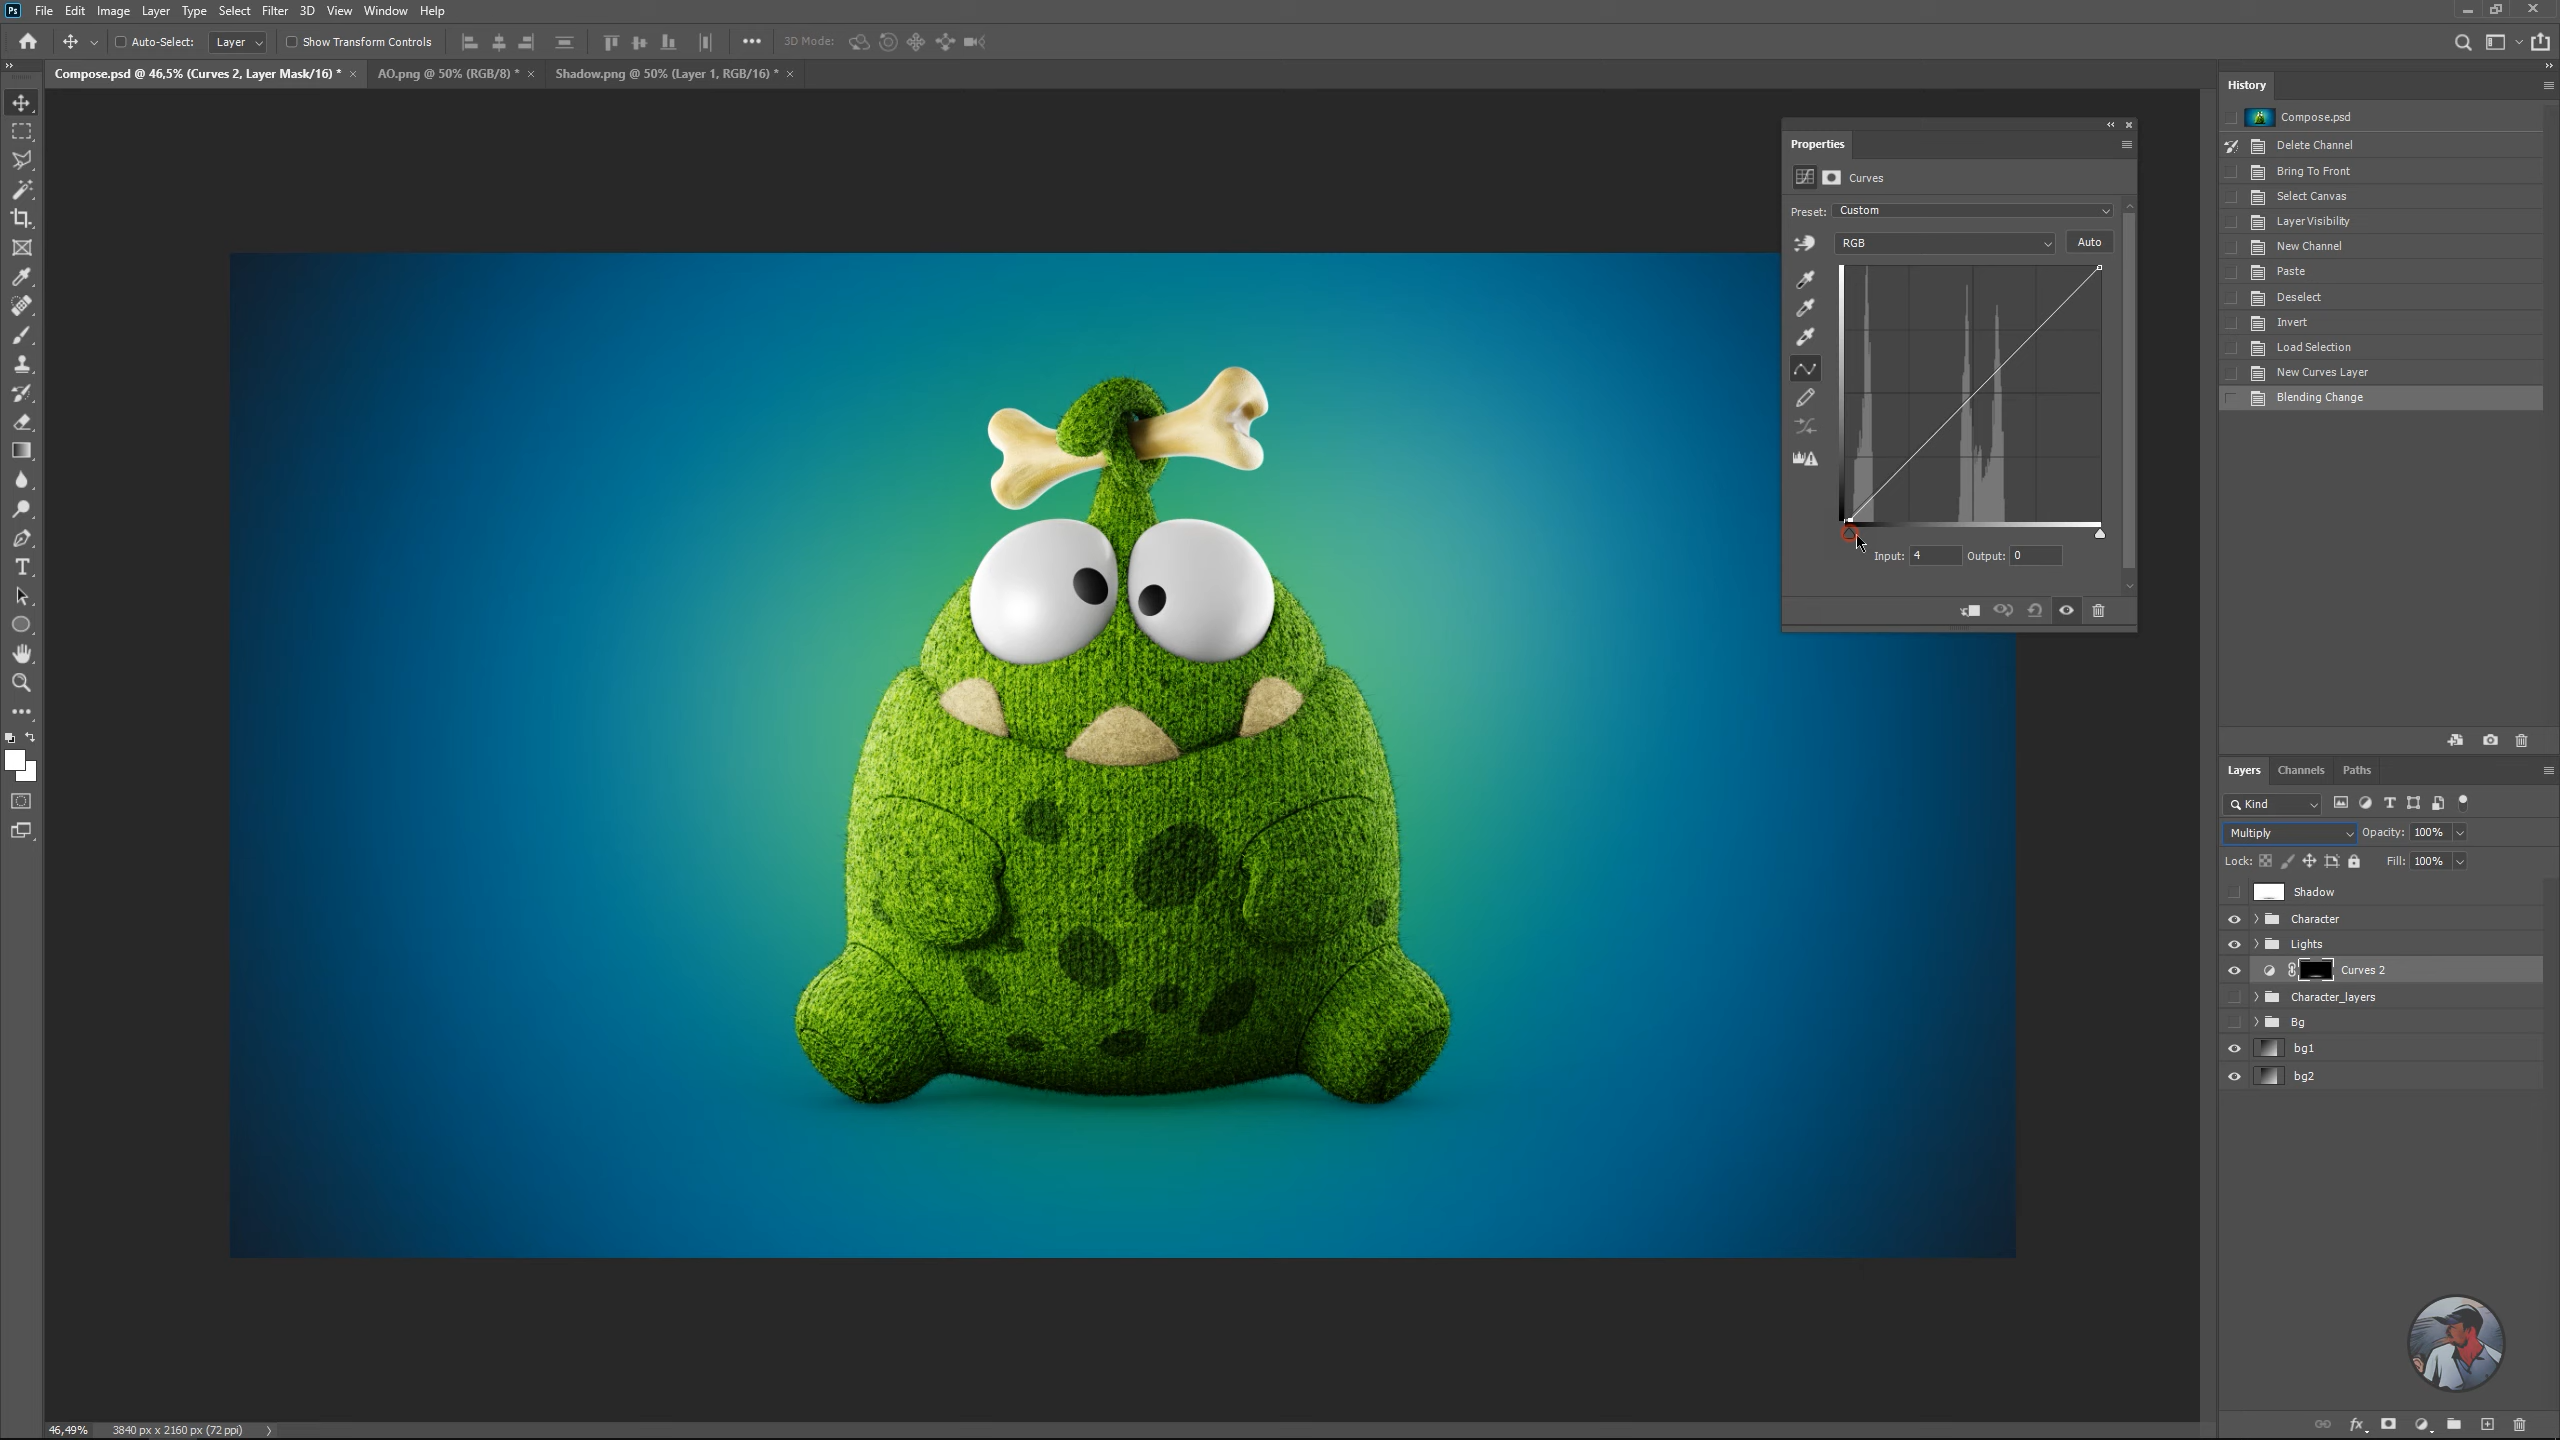 Ps File Edit Image Layer Type Select Filter 3D View Window Help
Auto-Select: Layer Show Transform Controls 3D Mode:
Compose.psd @ 46,5% (Curves 2, Layer Mask/16) * × AO.png @ 50% (RGB/8) * × Shadow.png @ 50% (Layer 1, RGB/16) * ×
History
Compose.psd
Delete Channel
Bring To Front
Select Canvas
Layer Visibility
New Channel
Paste
Deselect
Invert
Load Selection
New Curves Layer
Blending Change
Properties
Curves
Preset: Custom
RGB Auto
Input: 4 Output: 0
Layers Channels Paths
Kind
Multiply Opacity: 100%
Lock: Fill: 100%
Shadow
Character
Lights
Curves 2
Character_layers
Bg
bg1
bg2
46,49% 3840 px x 2160 px (72 ppi)